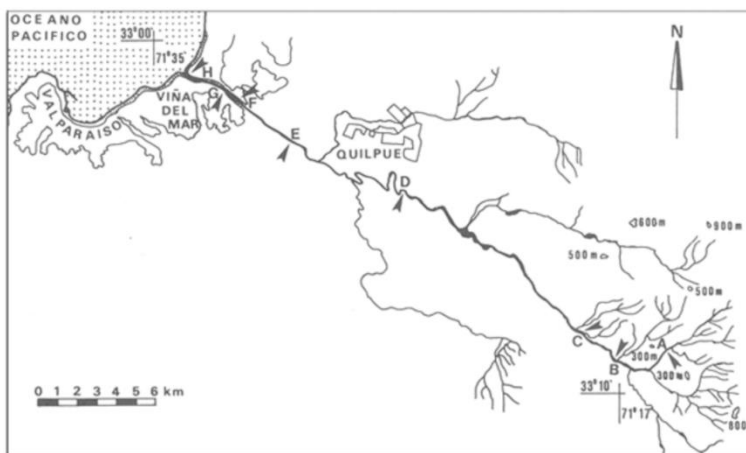 OCEANO
PACIFICO
33°00'
71°35'
N
H
G
F
VALPARAISO
VIÑA
DEL
MAR
E
QUILPUE
D
600m
900m
500m
500m
C
A
300m
B
300m
33°10'
71°17'
800
0 1 2 3 4 5 6 km